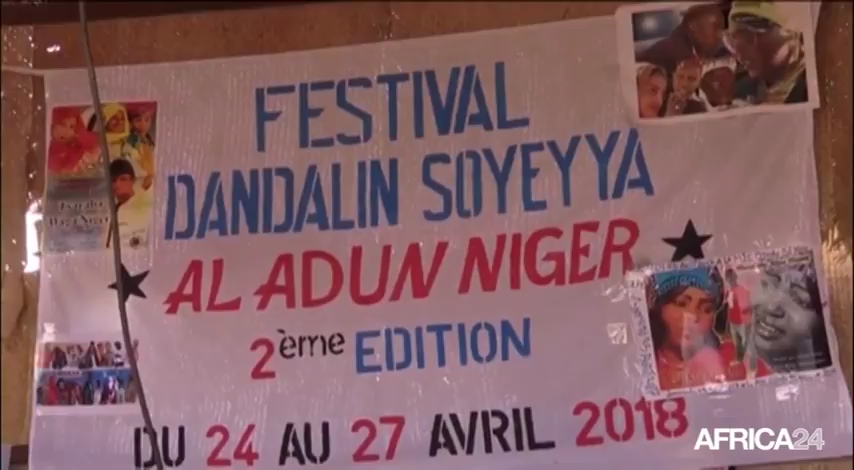 FESTIVAL
DANDALIN SOYEYYA
AL ADUN NIGER
2ème EDITION
DU 24 AU 27 AVRIL 2018
AFRICA24